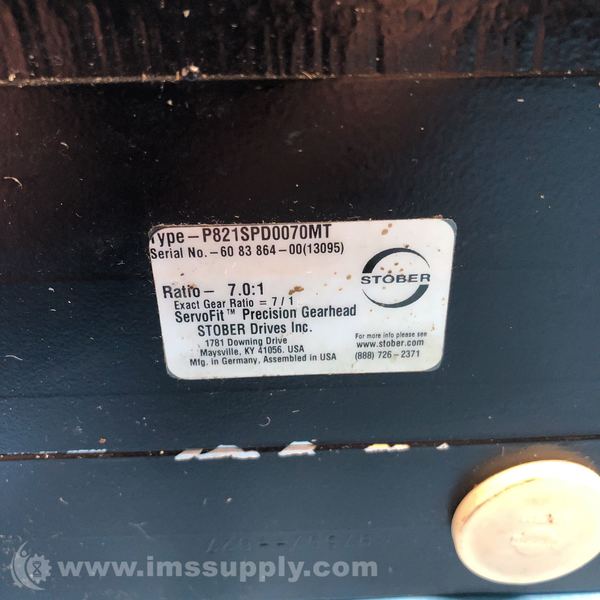 Type-P821SPD0070MT
Serial No.-60 83 864-00(13095)
STOBER
Ratio- 7.0:1
Exact Gear Ratio = 7/1
ServoFit™ Precision Gearhead
STOBER Drives Inc.
1781 Downing Drive
Maysville, KY 41056. USA
Mfg. in Germany, Assembled in USA
For more info please see
www.stober.com
(888) 726-2371
www.imssupply.com